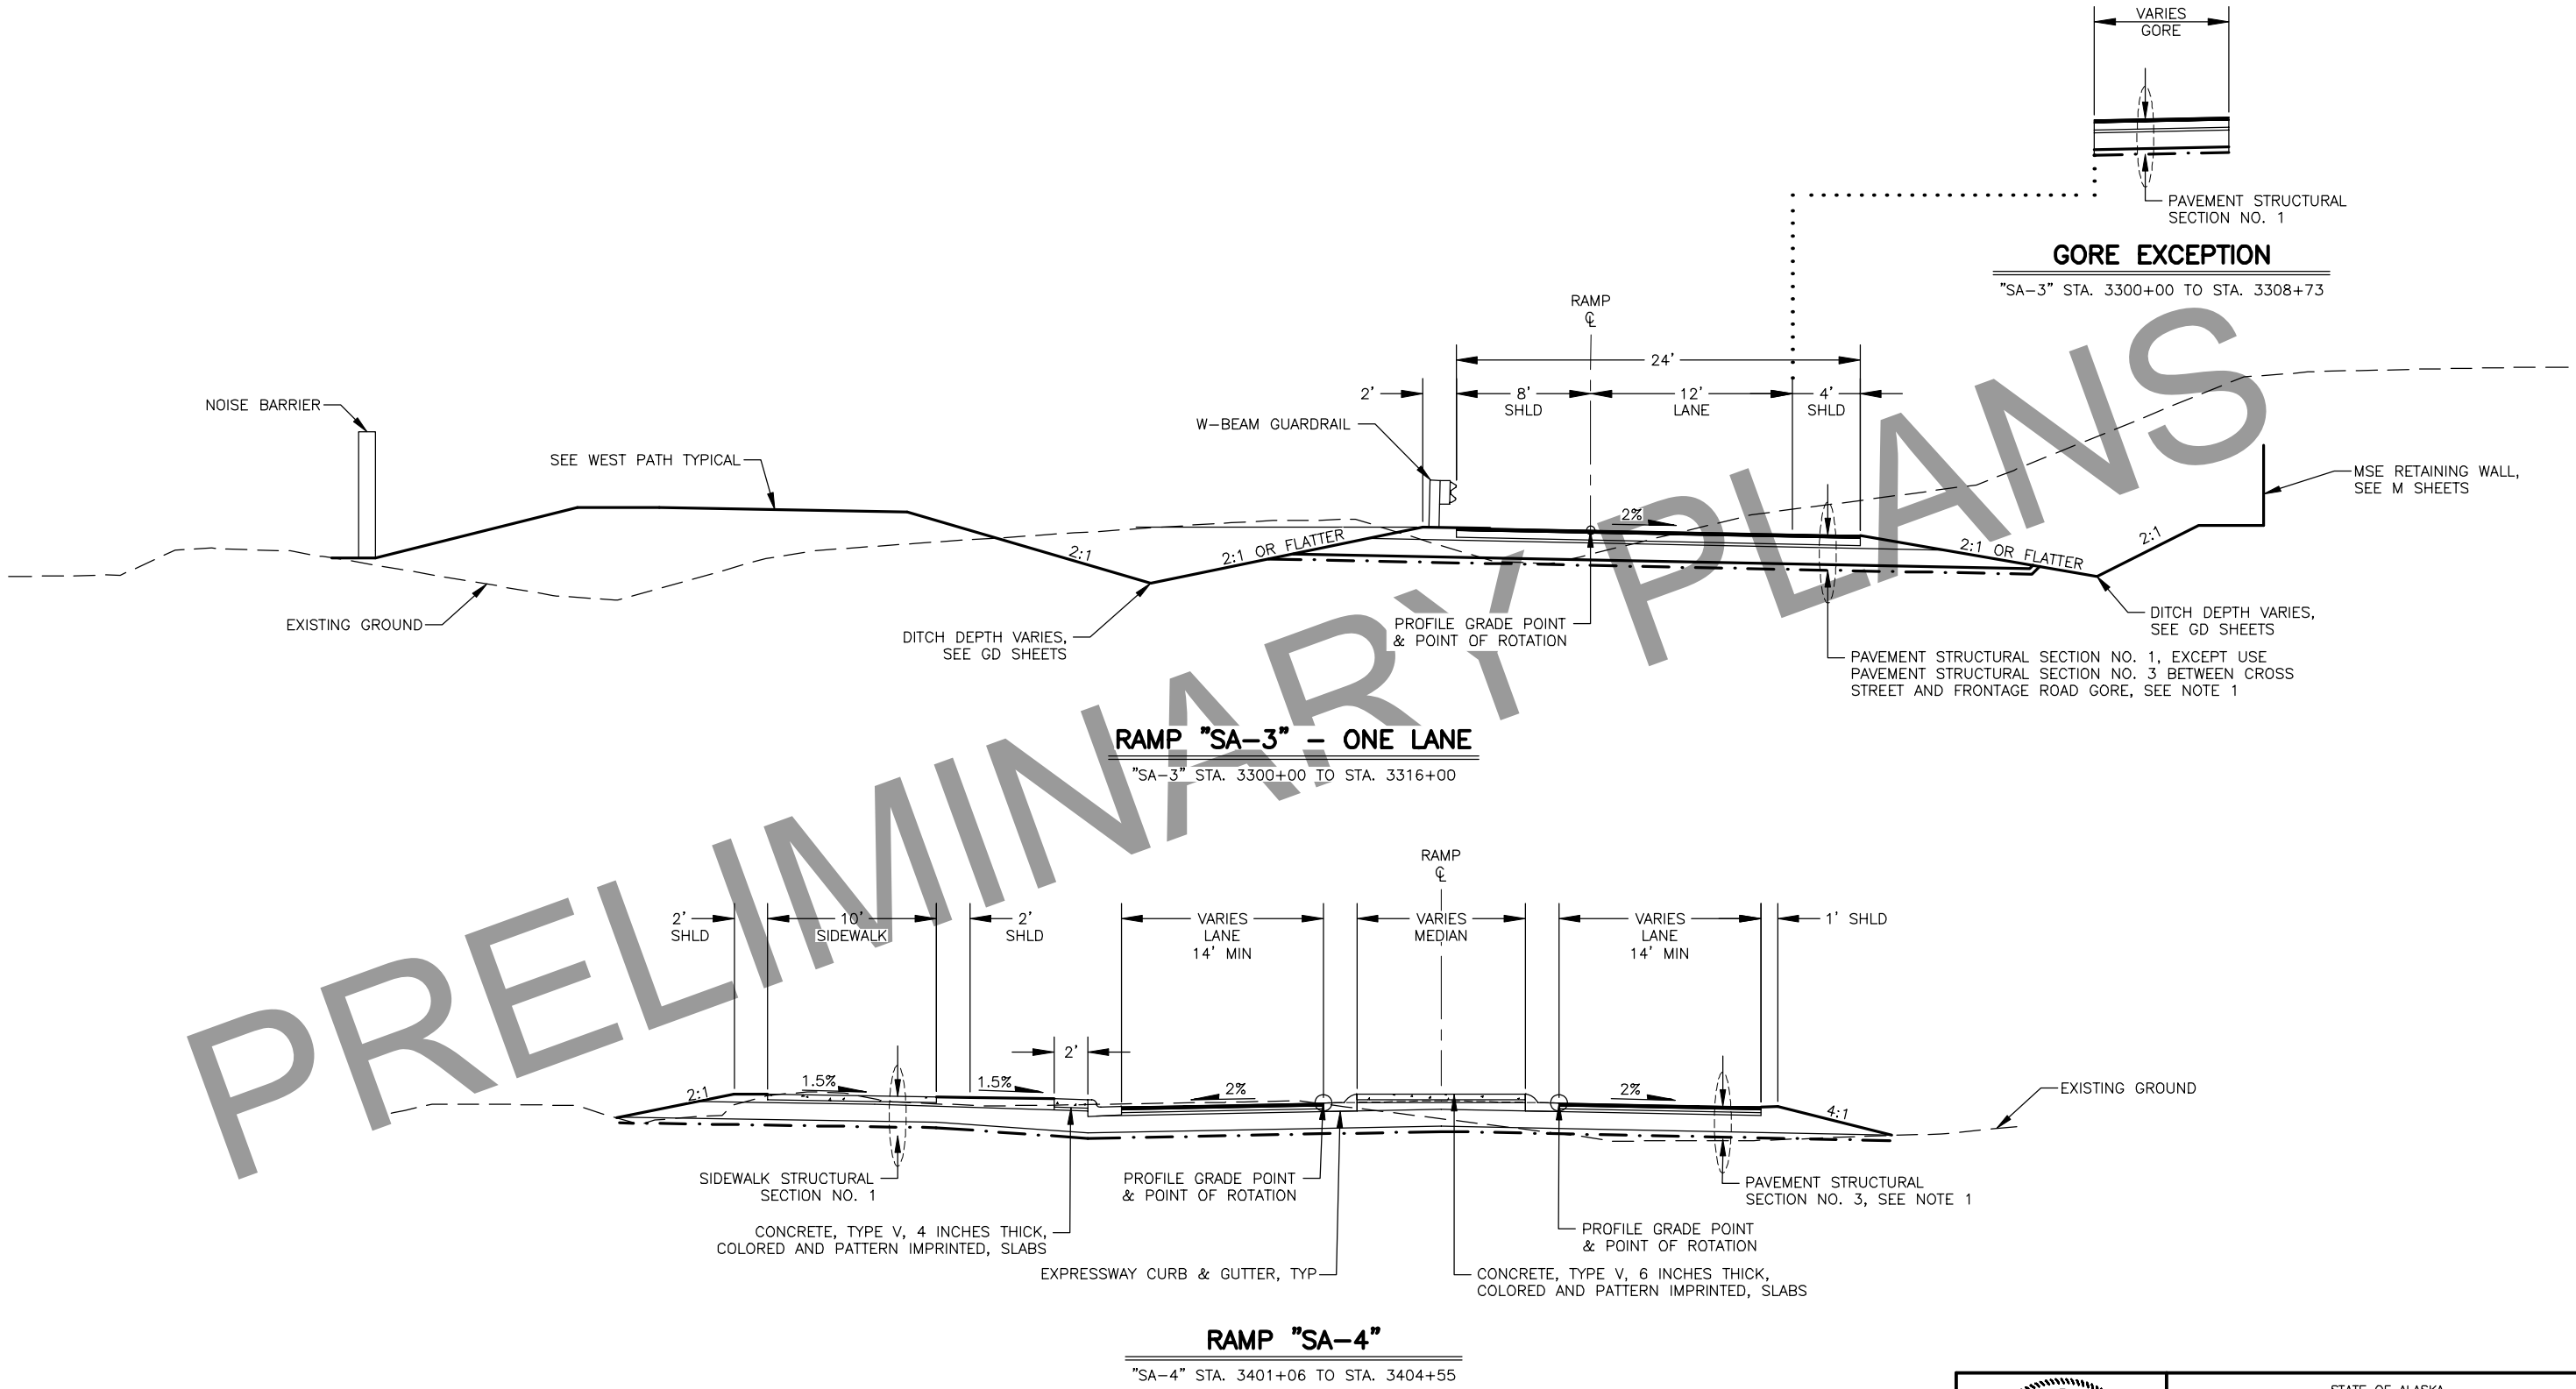 VARIES
GORE
PAVEMENT STRUCTURAL
SECTION NO. 1
GORE EXCEPTION
"SA-3" STA. 3300+00 TO STA. 3308+73
RAMP
℄
24'
2'
8'
SHLD
12'
LANE
4'
SHLD
NOISE BARRIER
W-BEAM GUARDRAIL
SEE WEST PATH TYPICAL
MSE RETAINING WALL,
SEE M SHEETS
2%
2:1
2:1 OR FLATTER
2:1 OR FLATTER
2:1
EXISTING GROUND
DITCH DEPTH VARIES,
SEE GD SHEETS
PROFILE GRADE POINT
& POINT OF ROTATION
DITCH DEPTH VARIES,
SEE GD SHEETS
PAVEMENT STRUCTURAL SECTION NO. 1, EXCEPT USE
PAVEMENT STRUCTURAL SECTION NO. 3 BETWEEN CROSS
STREET AND FRONTAGE ROAD GORE, SEE NOTE 1
RAMP "SA-3" - ONE LANE
"SA-3" STA. 3300+00 TO STA. 3316+00
PRELIMINARY PLANS
RAMP
℄
2'
SHLD
10'
SIDEWALK
2'
SHLD
VARIES
LANE
14' MIN
VARIES
MEDIAN
VARIES
LANE
14' MIN
1' SHLD
2'
2:1
1.5%
1.5%
2%
2%
4:1
EXISTING GROUND
SIDEWALK STRUCTURAL
SECTION NO. 1
PROFILE GRADE POINT
& POINT OF ROTATION
PAVEMENT STRUCTURAL
SECTION NO. 3, SEE NOTE 1
CONCRETE, TYPE V, 4 INCHES THICK,
COLORED AND PATTERN IMPRINTED, SLABS
PROFILE GRADE POINT
& POINT OF ROTATION
EXPRESSWAY CURB & GUTTER, TYP
CONCRETE, TYPE V, 6 INCHES THICK,
COLORED AND PATTERN IMPRINTED, SLABS
RAMP "SA-4"
"SA-4" STA. 3401+06 TO STA. 3404+55
STATE OF ALASKA